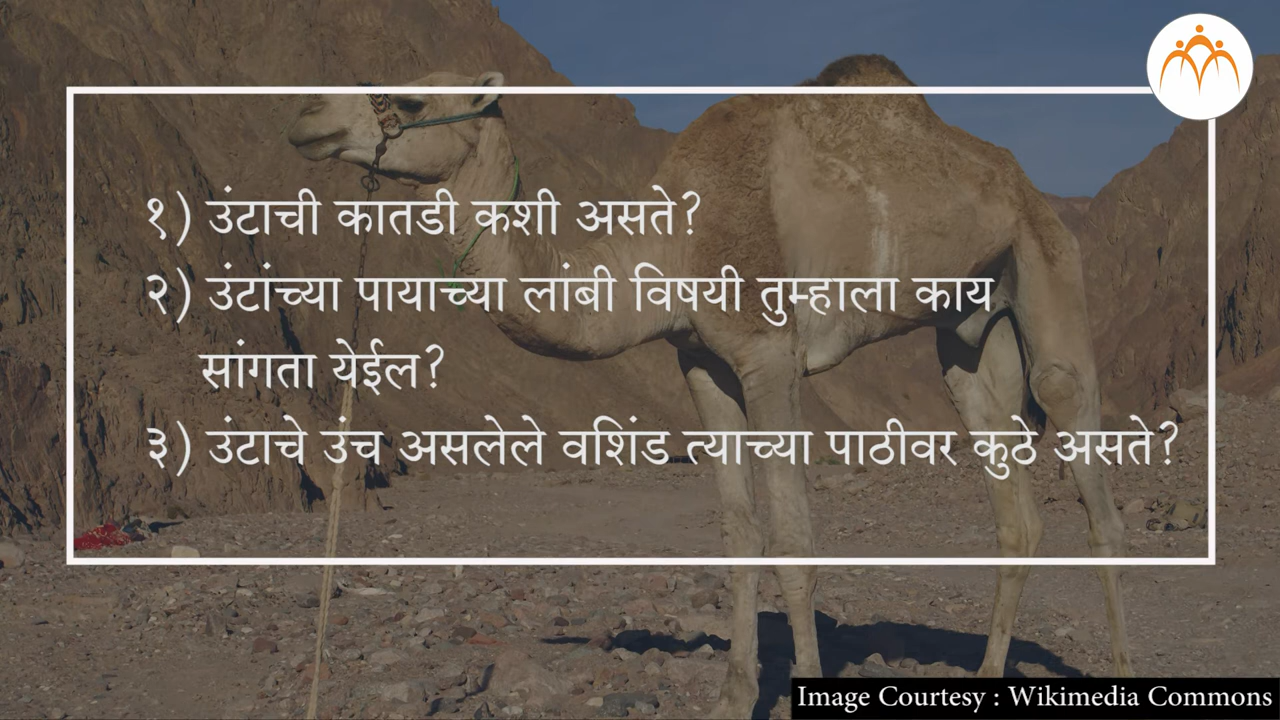 १) उंटाची कातडी कशी असते?
२) उंटांच्या पायाच्या लांबी विषयी तुम्हाला काय
सांगता येईल?
३) उंटाचे उंच असलेले वशिंड त्याच्या पाठीवर कुठे असते?
Image Courtesy : Wikimedia Commons